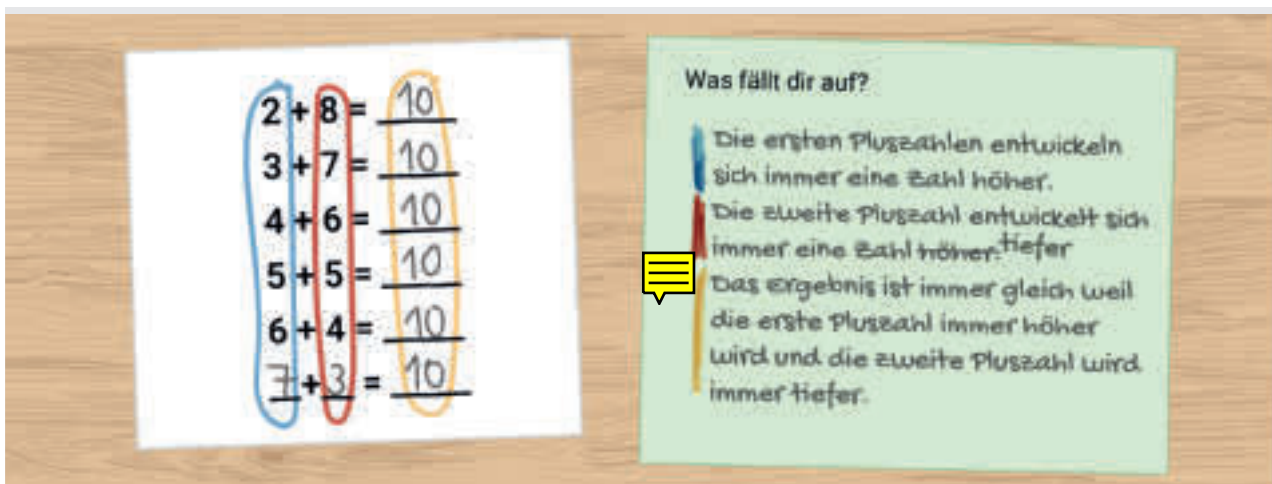 2 + 8 = 10
3 + 7 = 10
4 + 6 = 10
5 + 5 = 10
6 + 4 = 10
7 + 3 = 10
Was fällt dir auf?
Die ersten Pluszahlen entwickeln
sich immer eine Zahl höher.
Die zweite Pluszahl entwickelt sich
immer eine Zahl höher. tiefer
Das Ergebnis ist immer gleich weil
die erste Pluszahl immer höher
wird und die zweite Pluszahl wird
immer tiefer.